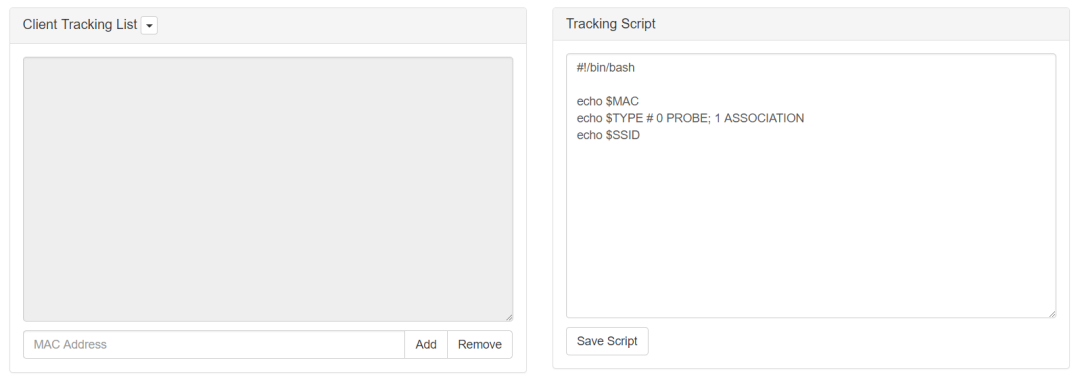 Client Tracking List
MAC Address
Add
Remove
Tracking Script
#!/bin/bash
echo $MAC
echo $TYPE # 0 PROBE; 1 ASSOCIATION
echo $SSID
Save Script